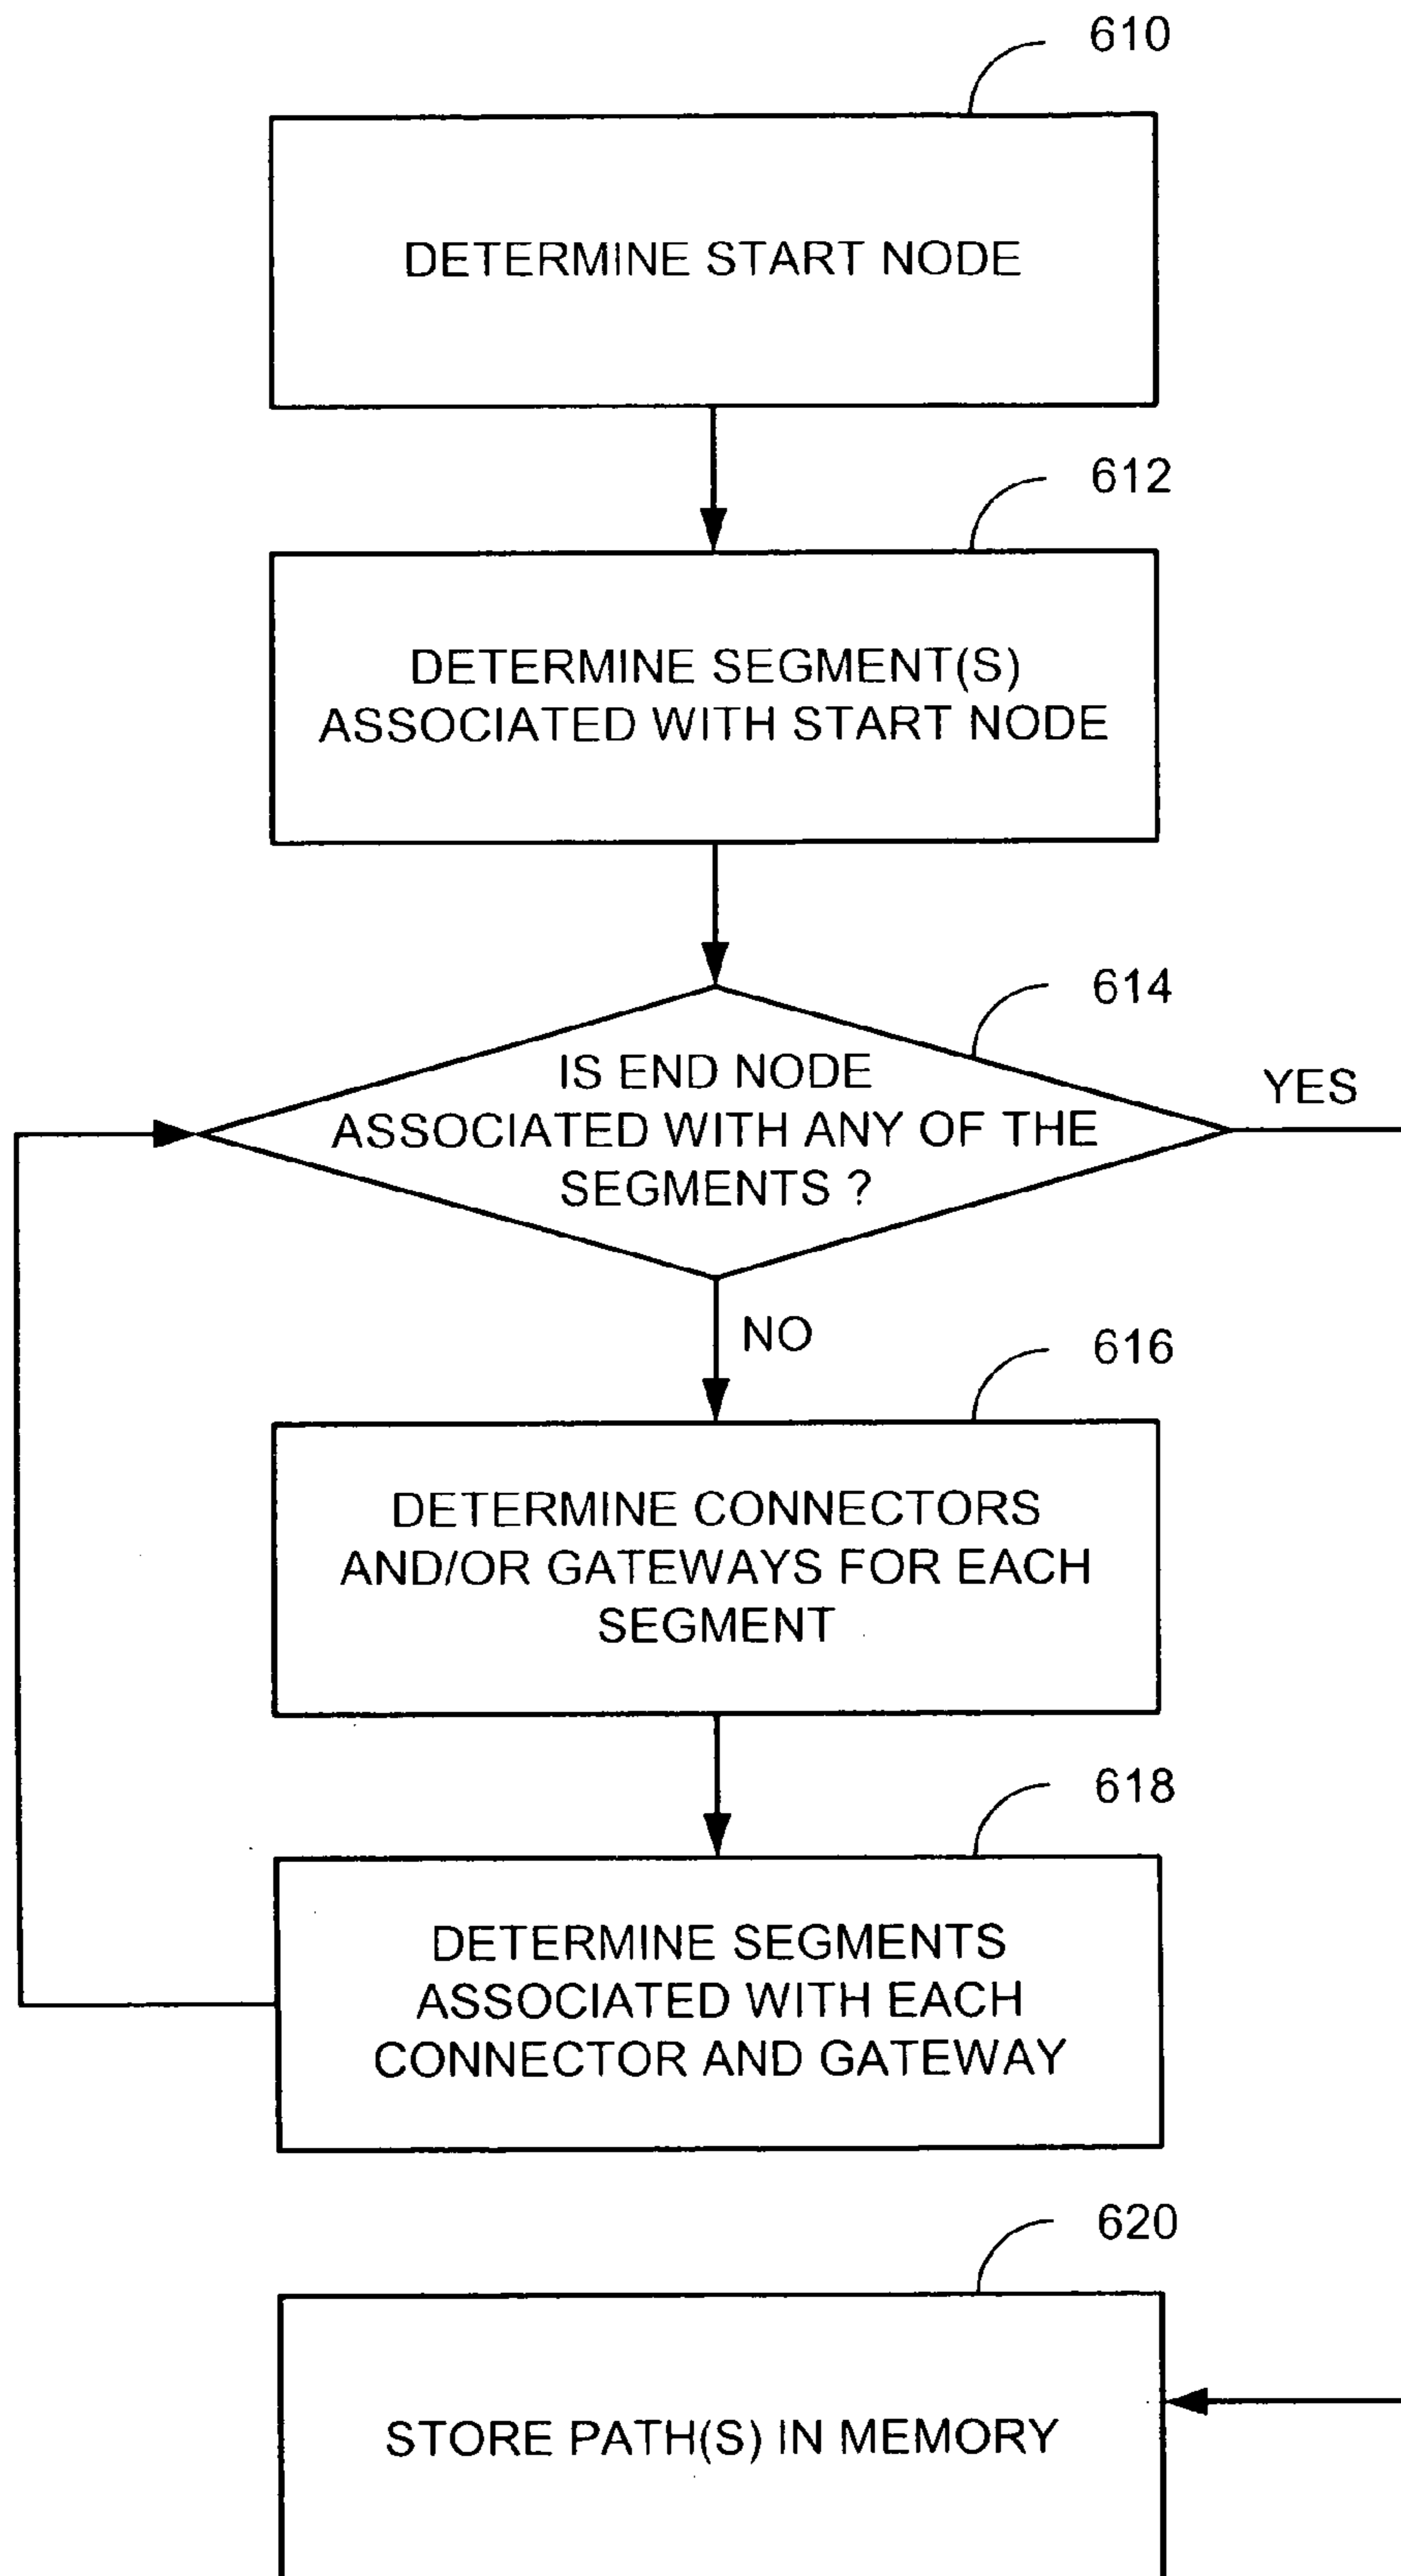 610
DETERMINE START NODE
612
DETERMINE SEGMENT(S)
ASSOCIATED WITH START NODE
614
IS END NODE
ASSOCIATED WITH ANY OF THE
SEGMENTS ?
YES
NO
616
DETERMINE CONNECTORS
AND/OR GATEWAYS FOR EACH
SEGMENT
618
DETERMINE SEGMENTS
ASSOCIATED WITH EACH
CONNECTOR AND GATEWAY
620
STORE PATH(S) IN MEMORY